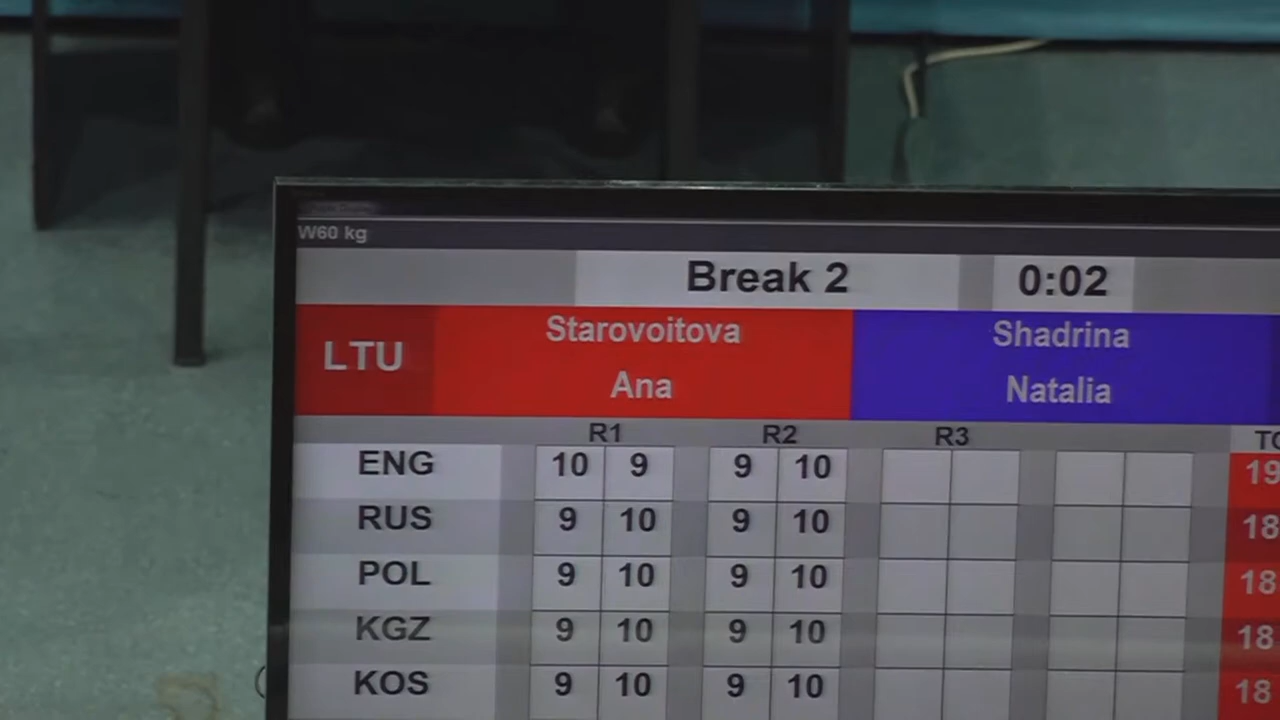 W60 kg
Break 2 0:02
LTU Starovoitova Shadrina
Ana Natalia
R1 R2 R3
ENG 10 9 9 10 19
RUS 9 10 9 10 18
POL 9 10 9 10 18
KGZ 9 10 9 10 18
KOS 9 10 9 10 18